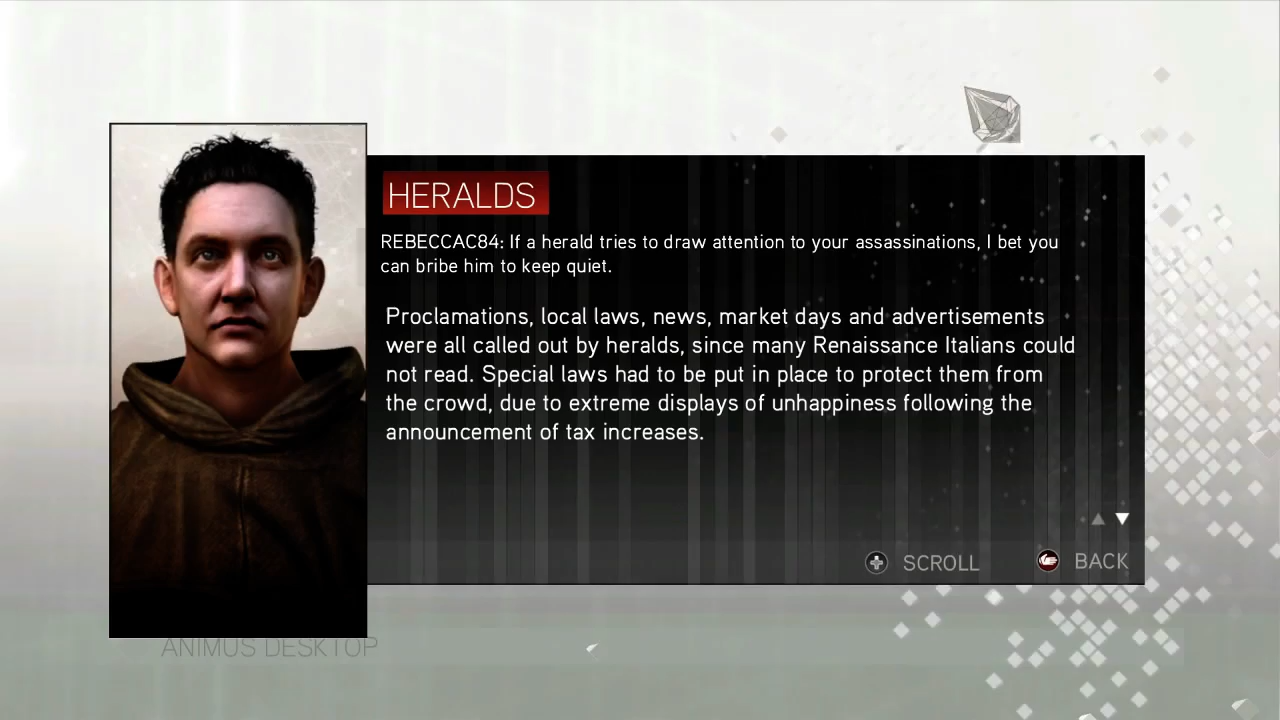 HERALDS
REBECCAC84: If a herald tries to draw attention to your assassinations, I bet you
can bribe him to keep quiet.
Proclamations, local laws, news, market days and advertisements
were all called out by heralds, since many Renaissance Italians could
not read. Special laws had to be put in place to protect them from
the crowd, due to extreme displays of unhappiness following the
announcement of tax increases.
SCROLL
BACK
ANIMUS DESKTOP